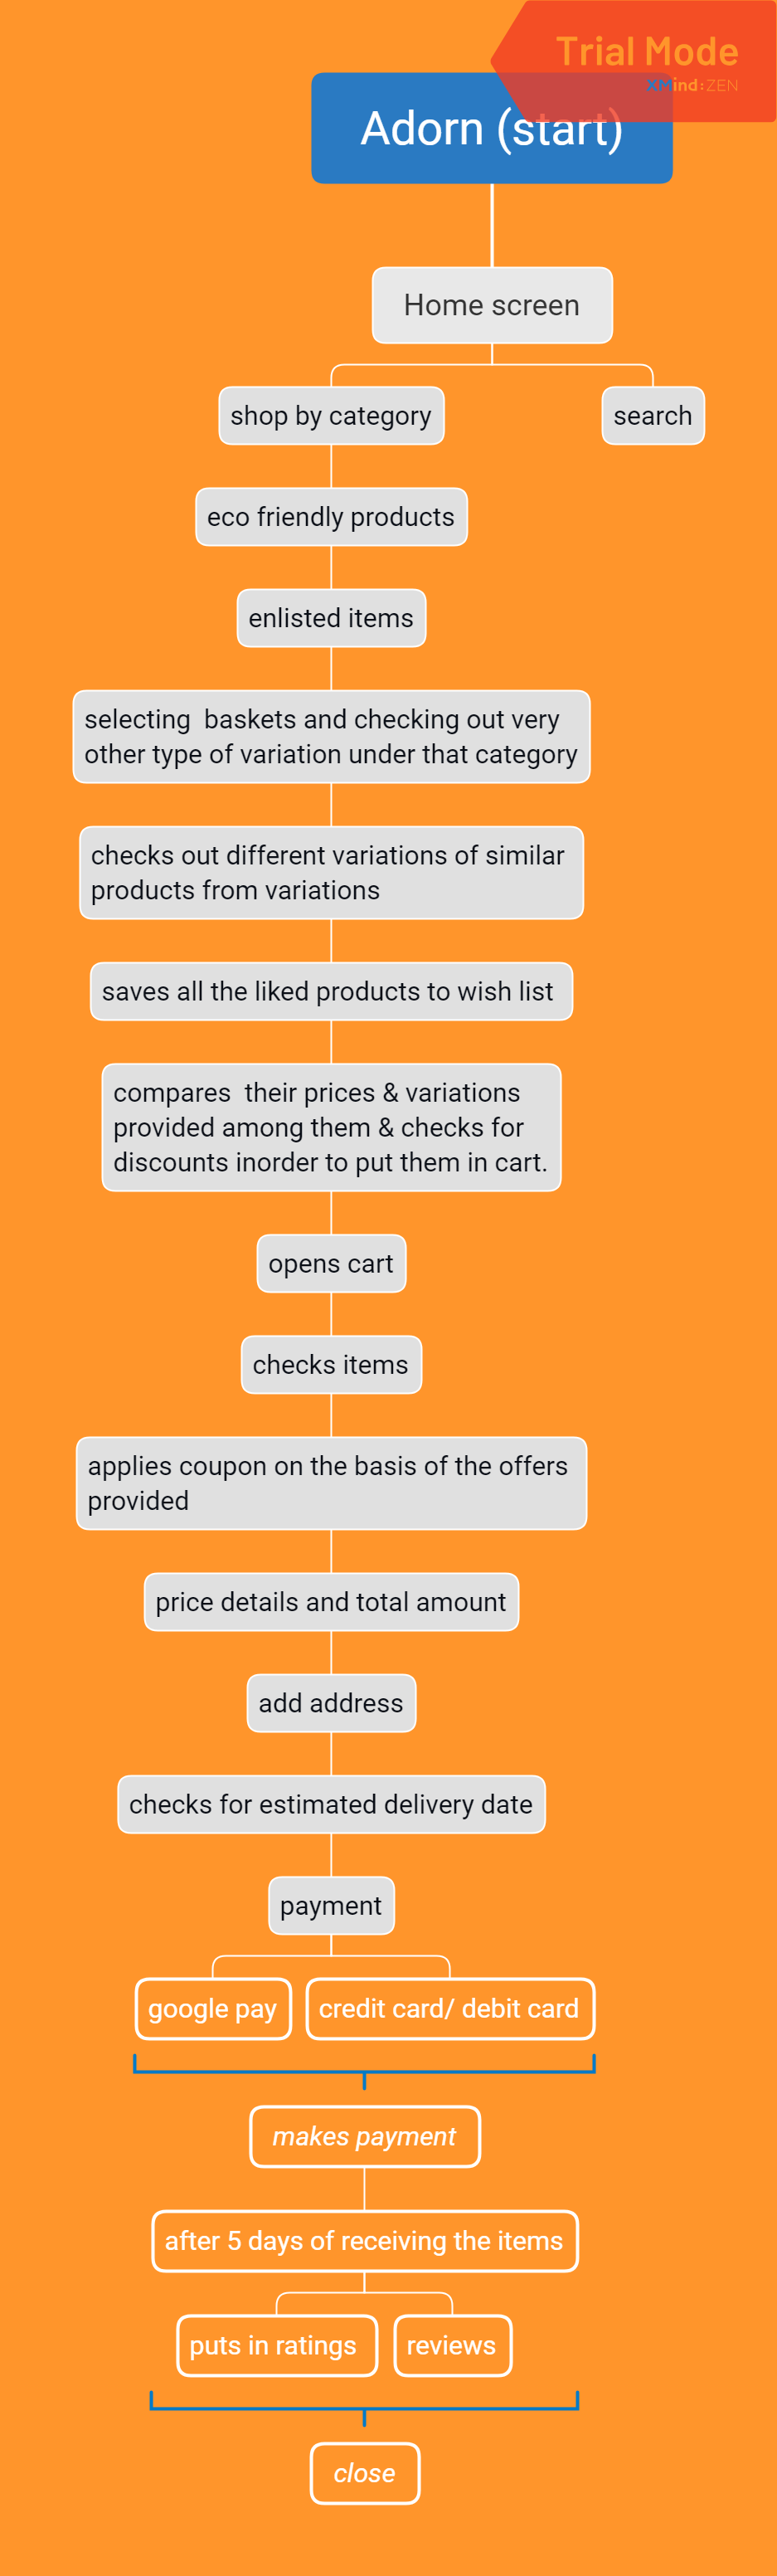 Trial Mode
XMind:ZEN
Adorn (start)
Home screen
shop by category
search
eco friendly products
enlisted items
selecting  baskets and checking out very
other type of variation under that category
checks out different variations of similar
products from variations
saves all the liked products to wish list
compares  their prices & variations
provided among them & checks for
discounts inorder to put them in cart.
opens cart
checks items
applies coupon on the basis of the offers
provided
price details and total amount
add address
checks for estimated delivery date
payment
google pay
credit card/ debit card
makes payment
after 5 days of receiving the items
puts in ratings
reviews
close